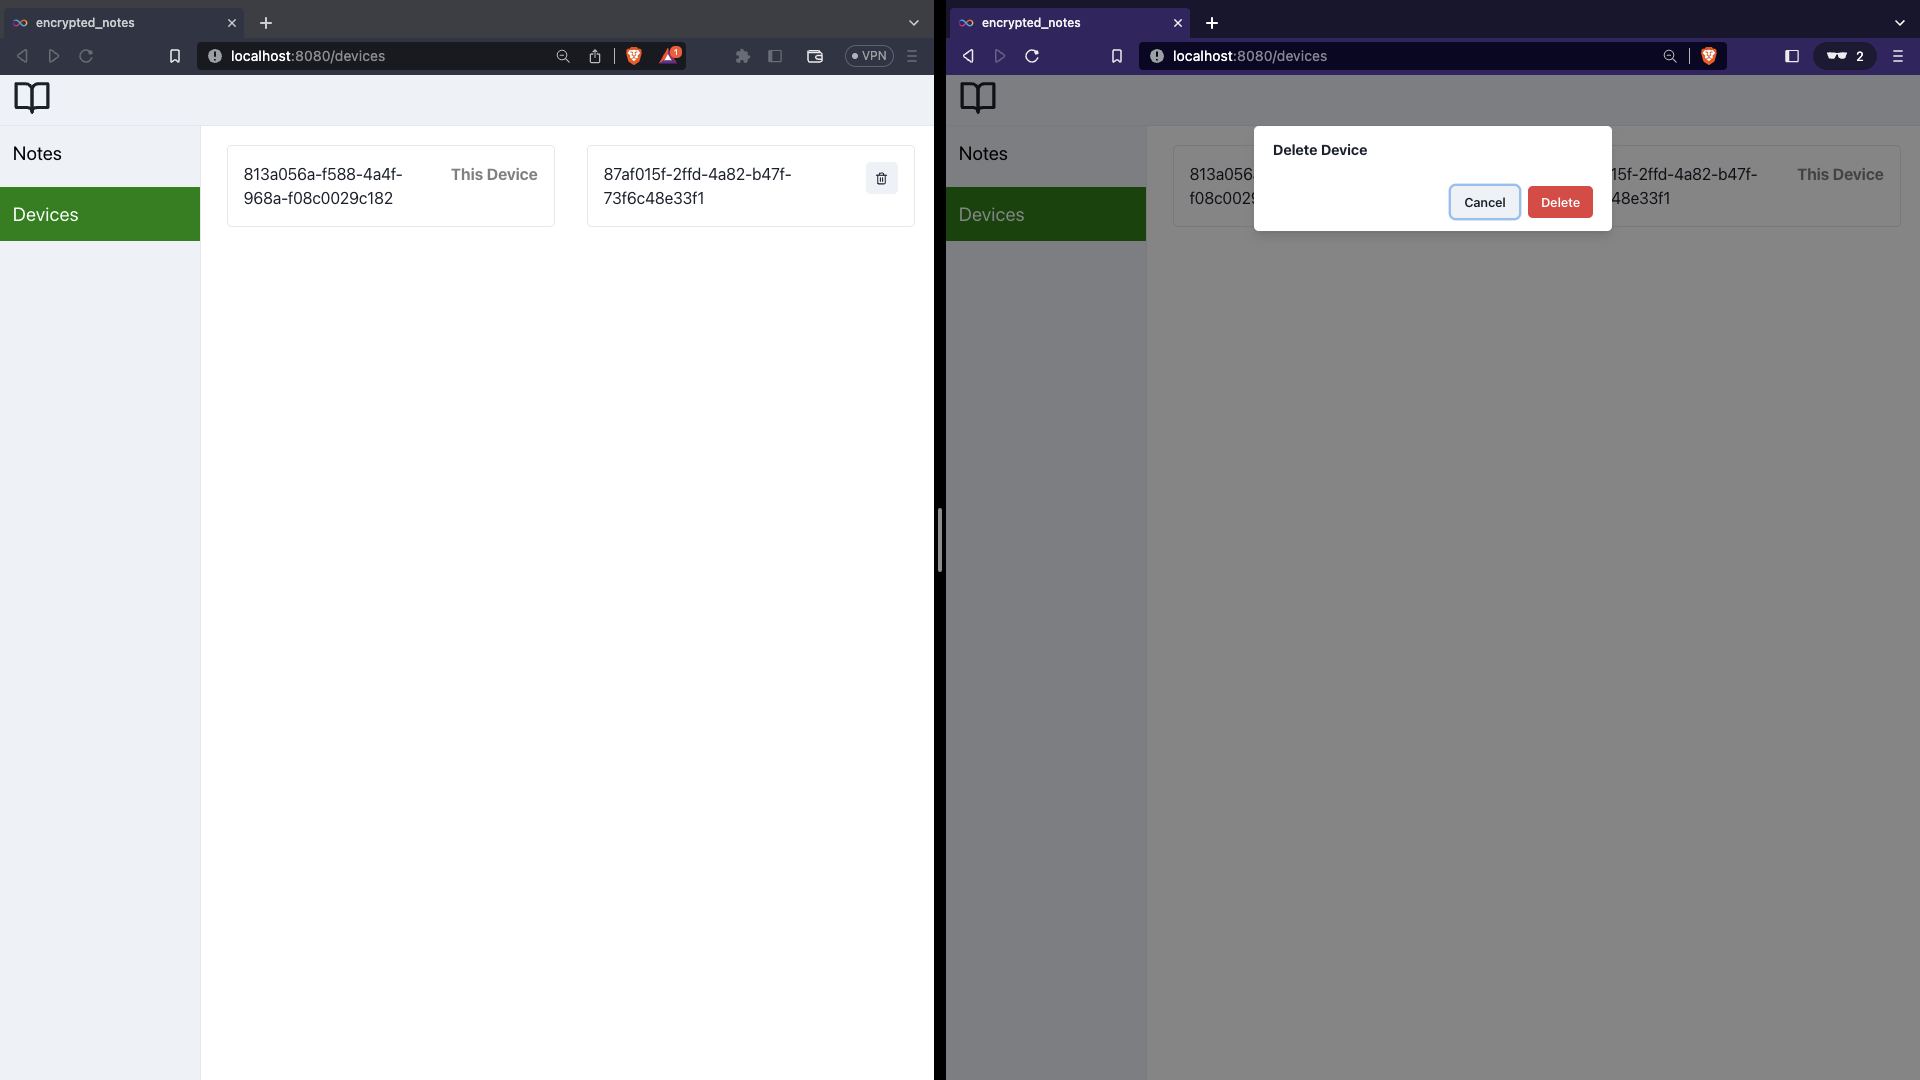 encrypted_notes
localhost:8080/devices
1
VPN
Notes
Devices
813a056a-f588-4a4f-
968a-f08c0029c182
This Device
87af015f-2ffd-4a82-b47f-
73f6c48e33f1
encrypted_notes
localhost:8080/devices
2
Notes
Devices
813a056
f08c0029
Delete Device
Cancel
Delete
15f-2ffd-4a82-b47f-
48e33f1
This Device